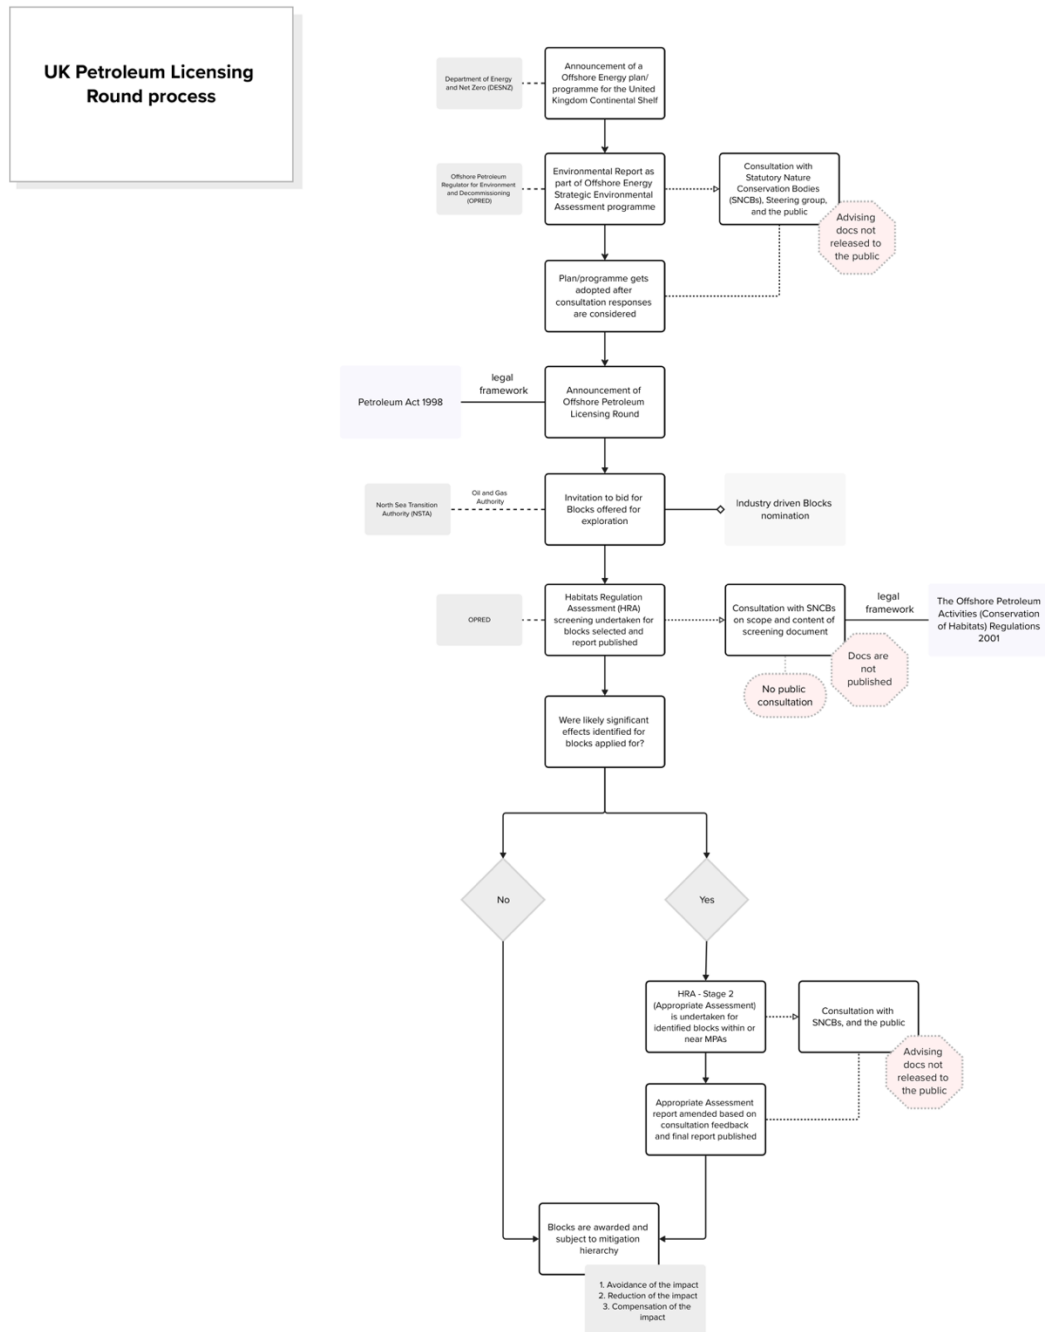 UK Petroleum Licensing
Round process
Department of Energy
and Net Zero (DESNZ)
Announcement of a
Offshore Energy plan/
programme for the United
Kingdom Continental Shelf
Offshore Petroleum
Regulator for Environment
and Decommissioning
(OPRED)
Environmental Report as
part of Offshore Energy
Strategic Environmental
Assessment programme
Consultation with
Statutory Nature
Conservation Bodies
(SNCBs), Steering group,
and the public
Advising
docs not
released to
the public
Plan/programme gets
adopted after
consultation responses
are considered
Petroleum Act 1998
legal
framework
Announcement of
Offshore Petroleum
Licensing Round
North Sea Transition
Authority (NSTA)
Oil and Gas
Authority
Invitation to bid for
Blocks offered for
exploration
Industry driven Blocks
nomination
OPRED
Habitats Regulation
Assessment (HRA)
screening undertaken for
blocks selected and
report published
Consultation with SNCBs
on scope and content of
screening document
legal
framework
The Offshore Petroleum
Activities (Conservation
of Habitats) Regulations
2001
Docs are
not
published
No public
consultation
Were likely significant
effects identified for
blocks applied for?
No
Yes
HRA - Stage 2
(Appropriate Assessment)
is undertaken for
identified blocks within or
near MPAs
Consultation with
SNCBs, and the public
Advising
docs not
released to
the public
Appropriate Assessment
report amended based on
consultation feedback
and final report published
Blocks are awarded and
subject to mitigation
hierarchy
1. Avoidance of the impact
2. Reduction of the impact
3. Compensation of the
impact